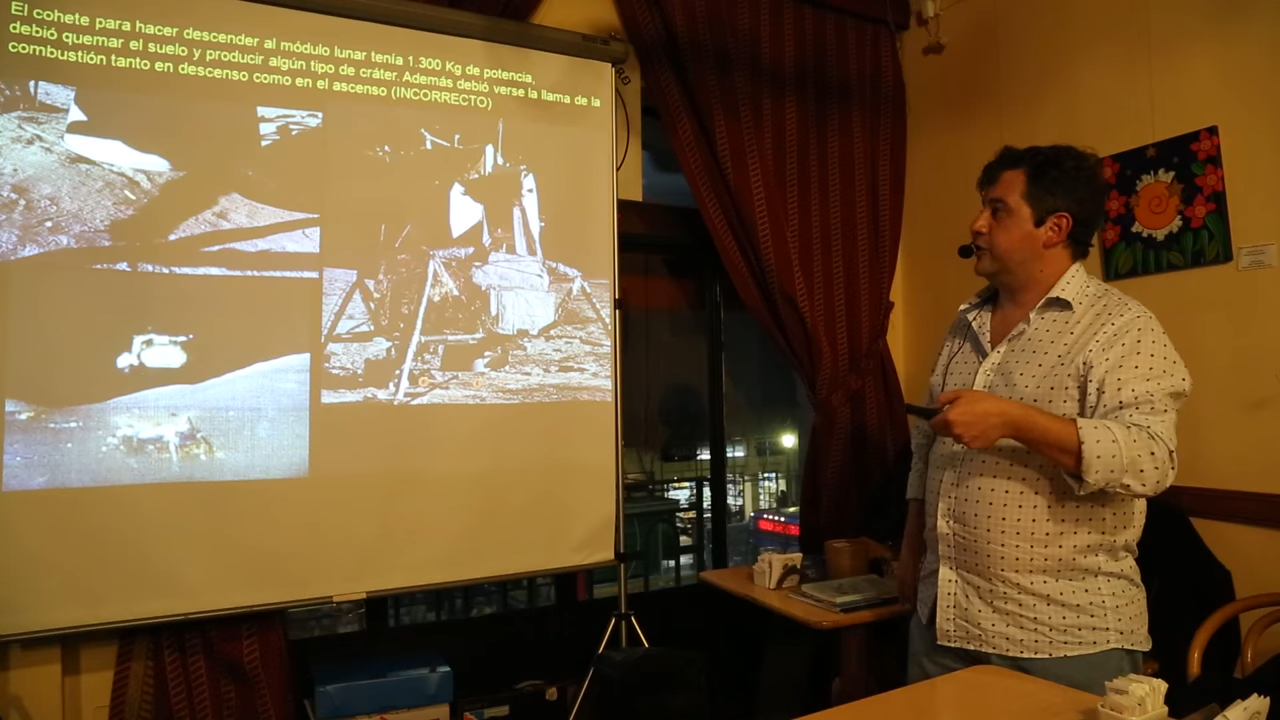 El cohete para hacer descender al módulo lunar tenía 1.300 Kg de potencia,
debió quemar el suelo y producir algún tipo de cráter. Además debió verse la llama de la
combustión tanto en descenso como en el ascenso (INCORRECTO)